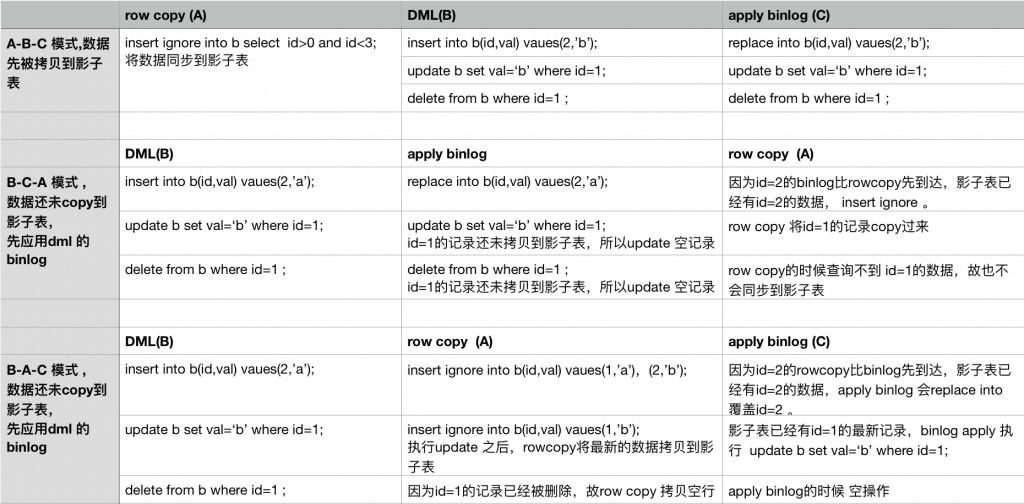 row copy (A)
DML(B)
apply binlog (C)
A-B-C 模式,数据
先被拷贝到影子
表
insert ignore into b select  id>0 and id<3;
将数据同步到影子表
insert into b(id,val) vaues(2,’b’);
replace into b(id,val) vaues(2,’b’);
update b set val=‘b’ where id=1;
update b set val=‘b’ where id=1;
delete from b where id=1 ;
delete from b where id=1 ;
DML(B)
apply binlog
row copy  (A)
B-C-A 模式 ,
数据还未copy到
影子表,
先应用dml 的
binlog
insert into b(id,val) vaues(2,’a’);
replace into b(id,val) vaues(2,’a’);
因为id=2的binlog比rowcopy先到达，影子表已
经有id=2的数据， insert ignore 。
update b set val=‘b’ where id=1;
update b set val=‘b’ where id=1;
id=1的记录还未拷贝到影子表，所以update 空记录
row copy 将id=1的记录copy过来
delete from b where id=1 ;
delete from b where id=1 ;
id=1的记录还未拷贝到影子表，所以update 空记录
row copy的时候查询不到 id=1的数据，故也不
会同步到影子表
DML(B)
row copy  (A)
apply binlog (C)
B-A-C 模式 ,
数据还未copy到
影子表,
先应用dml 的
binlog
insert into b(id,val) vaues(2,’a’);
insert ignore into b(id,val) vaues(1,’a’)，(2,’b’);
因为id=2的rowcopy比binlog先到达，影子表已
经有id=2的数据，apply binlog 会replace into
覆盖id=2 。
update b set val=‘b’ where id=1;
insert ignore into b(id,val) vaues(1,’b’);
执行update 之后，rowcopy将最新的数据拷贝到影
子表
影子表已经有id=1的最新记录，binlog apply 执
行  update b set val=‘b’ where id=1;
delete from b where id=1 ;
因为id=1的记录已经被删除，故row copy 拷贝空行
apply binlog的时候 空操作